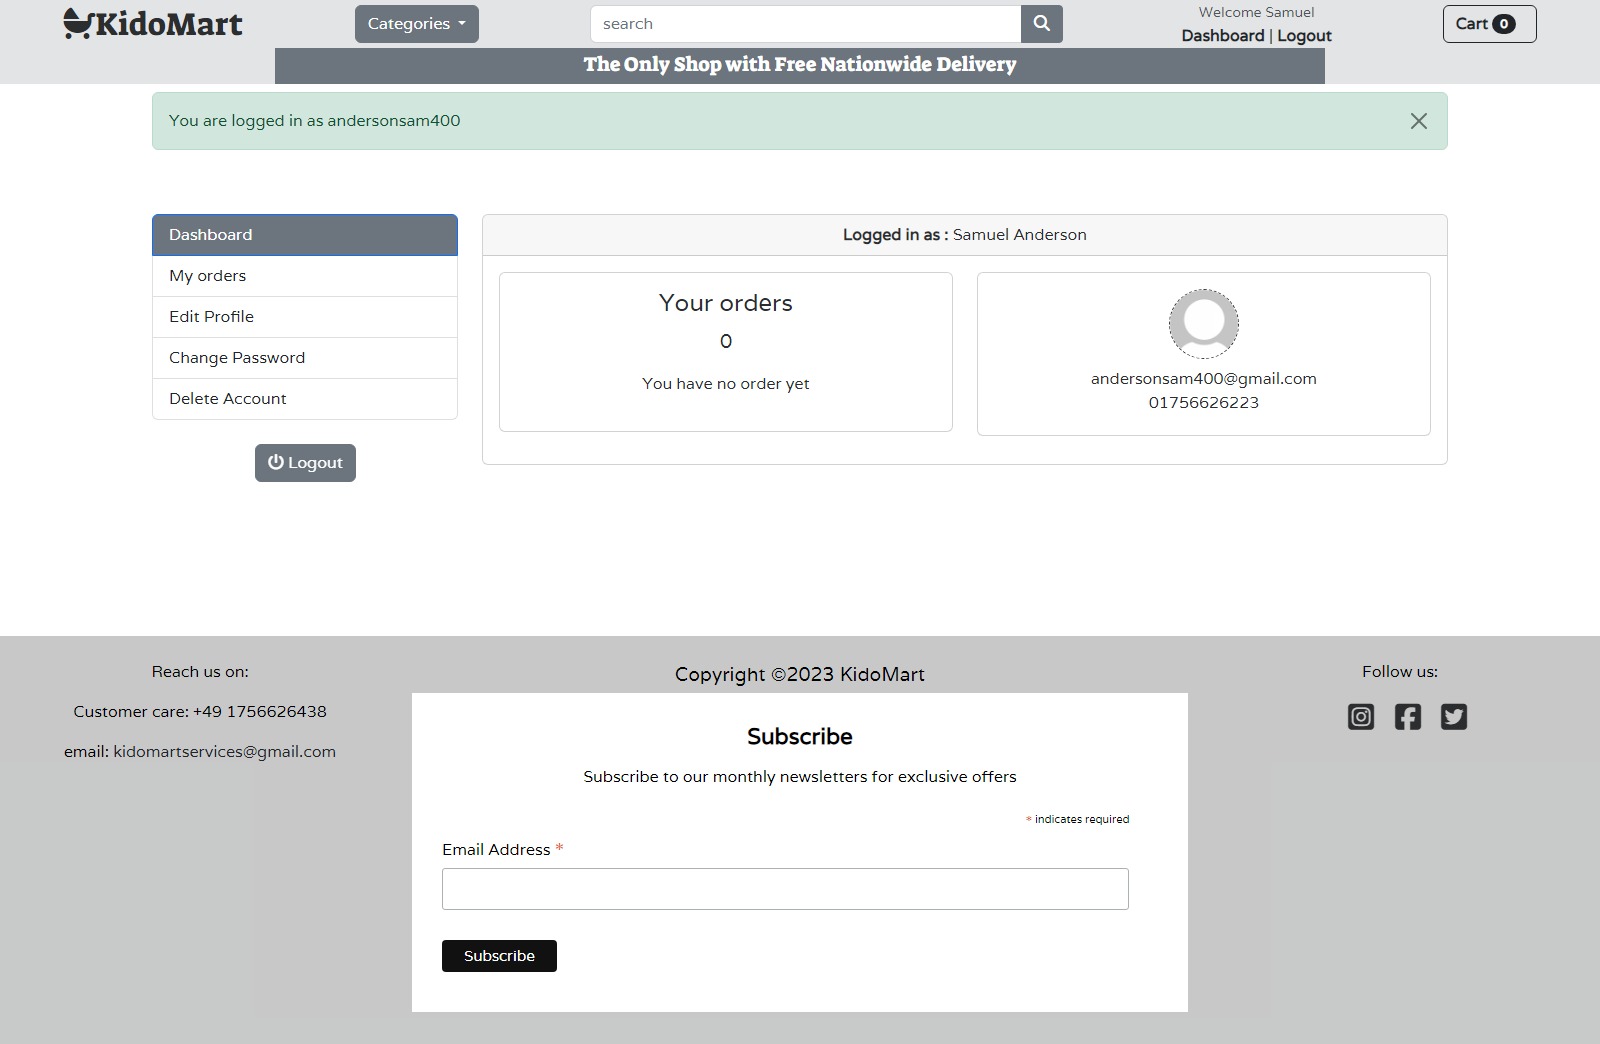 KidoMart
Categories
search
Welcome Samuel
Dashboard | Logout
Cart 0
The Only Shop with Free Nationwide Delivery
You are logged in as andersonsam400
Dashboard
My orders
Edit Profile
Change Password
Delete Account
Logout
Logged in as : Samuel Anderson
Your orders
0
You have no order yet
andersonsam400@gmail.com
01756626223
Reach us on:
Customer care: +49 1756626438
email: kidomartservices@gmail.com
Copyright ©2023 KidoMart
Subscribe
Subscribe to our monthly newsletters for exclusive offers
* indicates required
Email Address *
Subscribe
Follow us: